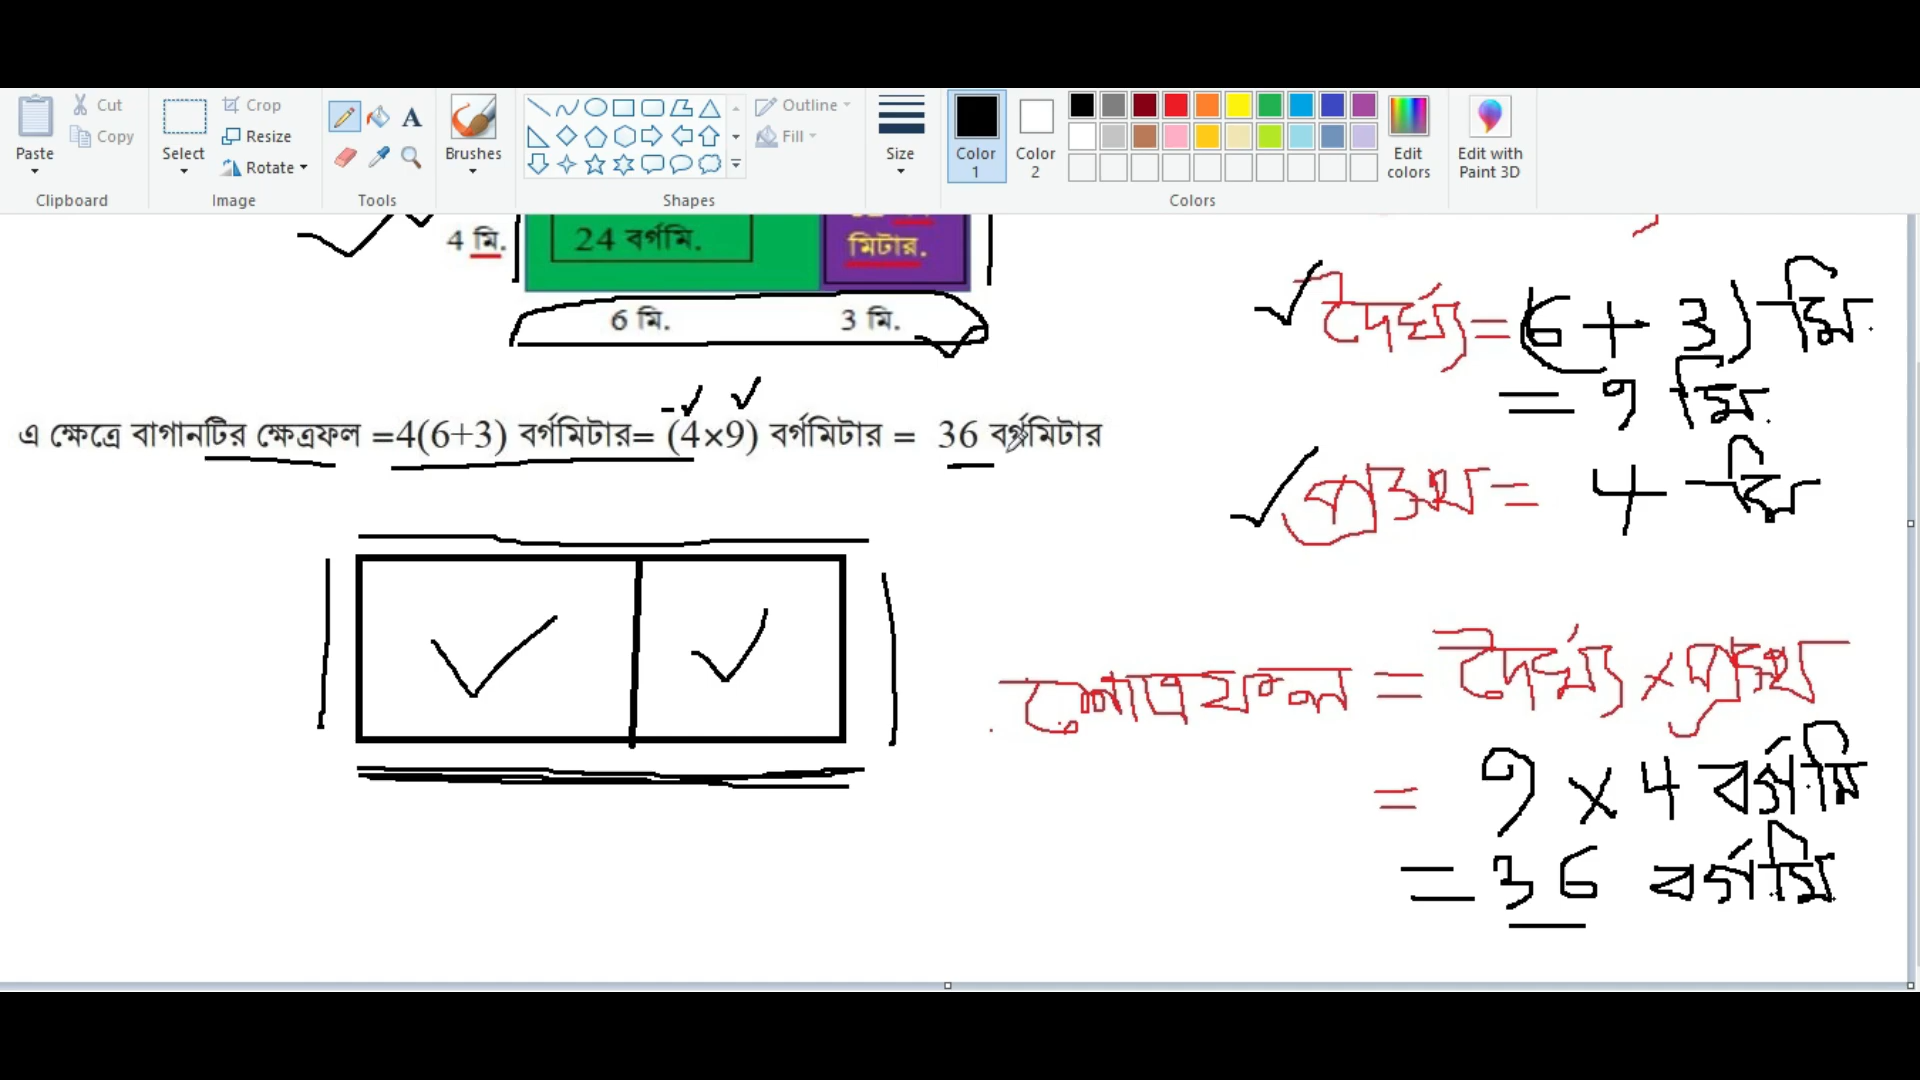 Cut
Copy
Paste
Clipboard
Crop
Resize
Rotate
Select
Image
A
Tools
Brushes
Shapes
Outline
Fill
Size
Color 1
Color 2
Colors
Edit colors
Edit with Paint 3D
4 মি.
24 বর্গমি.
মিটার.
6 মি.
3 মি.
এ ক্ষেত্রে বাগানটির ক্ষেত্রফল =4(6+3) বর্গমিটার= (4×9) বর্গমিটার = 36 বর্গমিটার
দৈর্ঘ্য = (6 + 3) মি.
= 9 মি.
প্রস্থ = 4 মি
= দৈর্ঘ্য × প্রস্থ
= 9 × 4 বর্গমি
= 36 বর্গমি